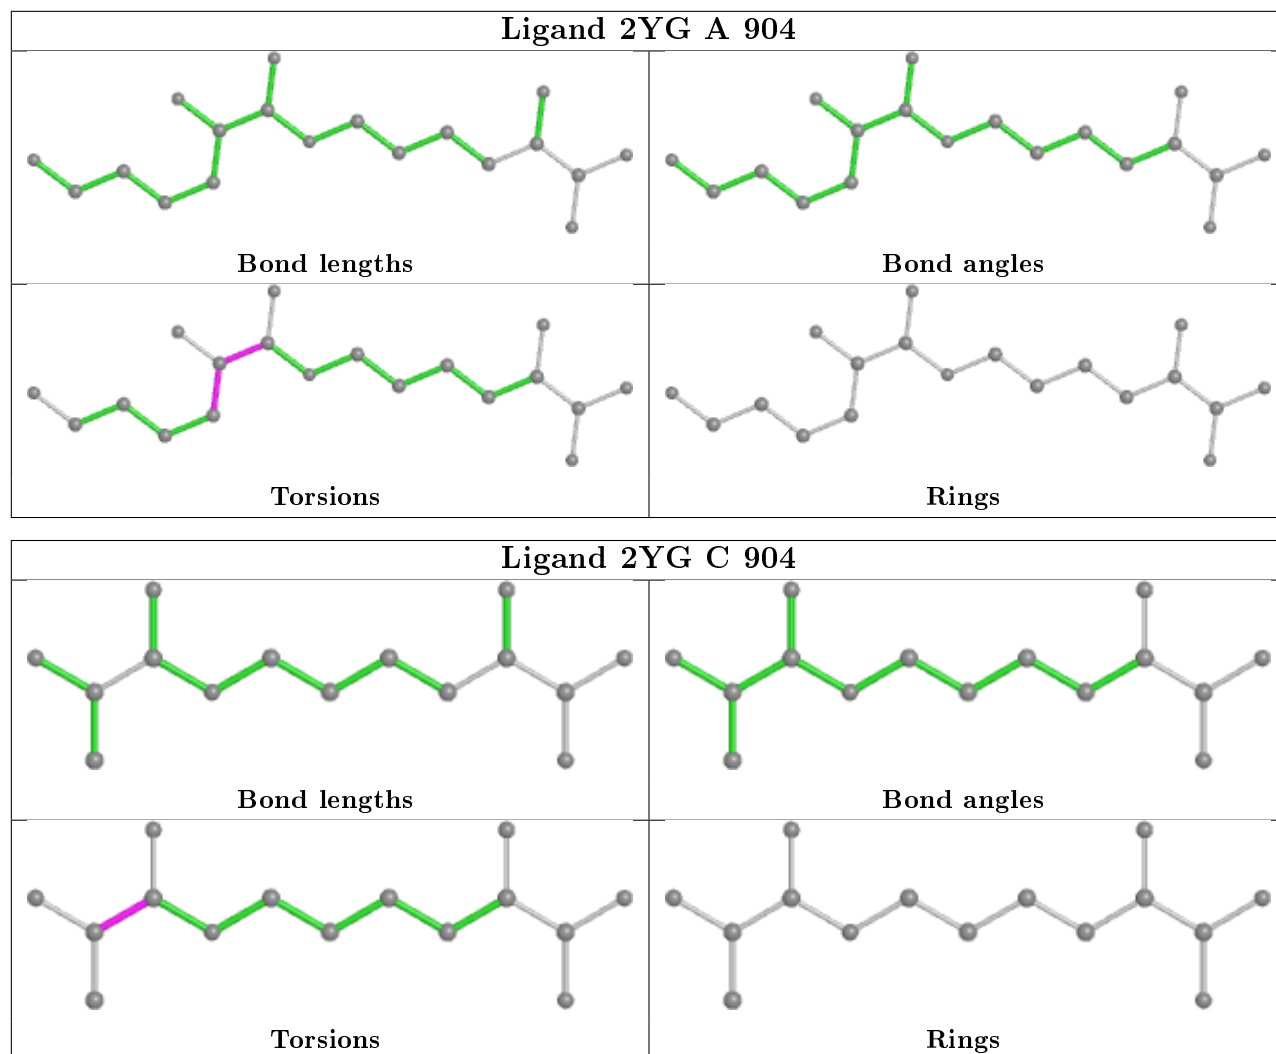 Ligand 2YG A 904
Bond lengths
Bond angles
Torsions
Rings
Ligand 2YG C 904
Bond lengths
Bond angles
Torsions
Rings